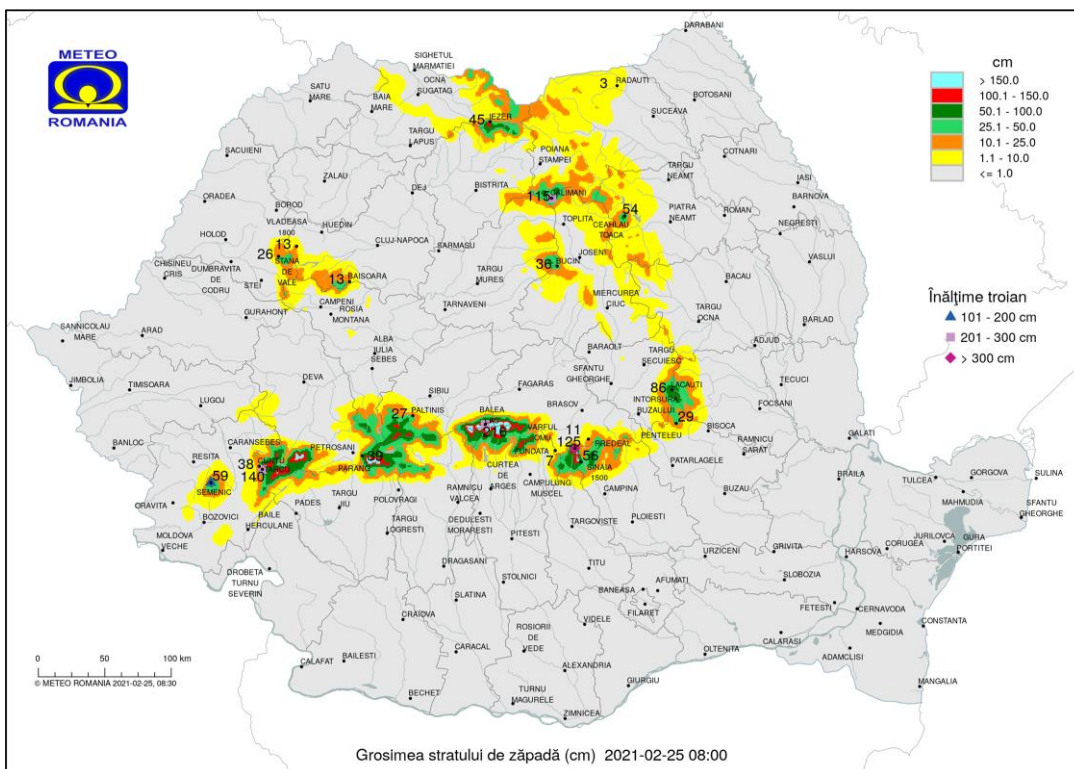 METEO
ROMANIA
DARABANI
SIGHETUL
MARMATIEI
OCNA
SUGATAG
SATU
MARE
BAIA
MARE
3
RADAUTI
BOTOSANI
SUCEAVA
45
IEZER
TARGU
LAPUS
SACUIENI
POIANA
STAMPEI
COTNARI
TARGU
NEAMT
IASI
BARNOVA
ZALAU
DEJ
BISTRITA
115
CALIMANI
ORADEA
BOROD
VLADEASA
1800
HUEDIN
54
CEAHLAU
TOACA
PIATRA
NEAMT
ROMAN
NEGRESTI
TOPLITA
HOLOD
13
26
STANA
DE
VALE
CLUJ-NAPOCA
SARMASU
JOSENI
36
BUCIN
VASLUI
CHISINEU
CRIS
DUMBRAVITA
DE
CODRU
STEI
13
BAISOARA
TARGU
MURES
BACAU
CAMPENI
ROSIA
MONTANA
GURAHONT
TARNAVENI
MIERCUREA
CIUC
TARGU
OCNA
SANNICOLAU
MARE
ARAD
BARLAD
ALBA
JULIA
SEBES
BARAOLT
TARGU
SECUIESC
ADJUD
JIMBOLIA
TIMISOARA
DEVA
SIBIU
FAGARAS
SFANTU
GHEORGHE
86
LACAUTI
TECUCI
LUGOJ
27
PALTINIS
BALEA
BRASOV
INTORSURA
BUZAULUI
FOCSANI
29
PENTELEU
BISOCA
GALATI
BANLOC
CARANSEBES
PETROSANI
VARFUL
OMU
FUNDATA
11
125
PREDEAL
7
56
SINAIA
1500
RAMNICU
SARAT
RESITA
38
140
CUNTU
TARCU
39
PARANG
CURTEA
DE
ARGES
CAMPULUNG
MUSCEL
CAMPINA
PATARLAGELE
59
SEMENIC
ORAVITA
BOZOVICI
BAILE
HERCULANE
PADES
TARGU
JIU
POLOVRAGI
RAMNICU
VALCEA
BUZAU
BRAILA
TULCEA
GORGOVA
SULINA
MAHMUDIA
SFANTU
GHEORGHE
MOLDOVA
VECHE
TARGU
LOGRESTI
DEDULESTI
MORARESTI
PITESTI
TARGOVISTE
PLOIESTI
JURILOVCA
GURA
PORTITEI
CORUGEA
DROBETA
TURNU
SEVERIN
DRAGASANI
STOLNICI
TITU
URZICENI
GRIVITA
HARSOVA
SLATINA
BANEASA
AFUMATI
FILARET
SLOBOZIA
FETESTI
CERNAVODA
MEDGIDIA
CONSTANTA
CRAIOVA
CARACAL
ROSIORII
DE
VEDE
VIDELE
CALARASI
ADAMCLISI
CALAFAT
BAILESTI
ALEXANDRIA
OLTENITA
BECHET
TURNU
MAGURELE
ZIMNICEA
GIURGIU
MANGALIA
cm
> 150.0
100.1 - 150.0
50.1 - 100.0
25.1 - 50.0
10.1 - 25.0
1.1 - 10.0
<= 1.0
Înălţime troian
101 - 200 cm
201 - 300 cm
> 300 cm
0 50 100 km
© METEO ROMANIA 2021-02-25, 08:30
Grosimea stratului de zăpadă (cm) 2021-02-25 08:00